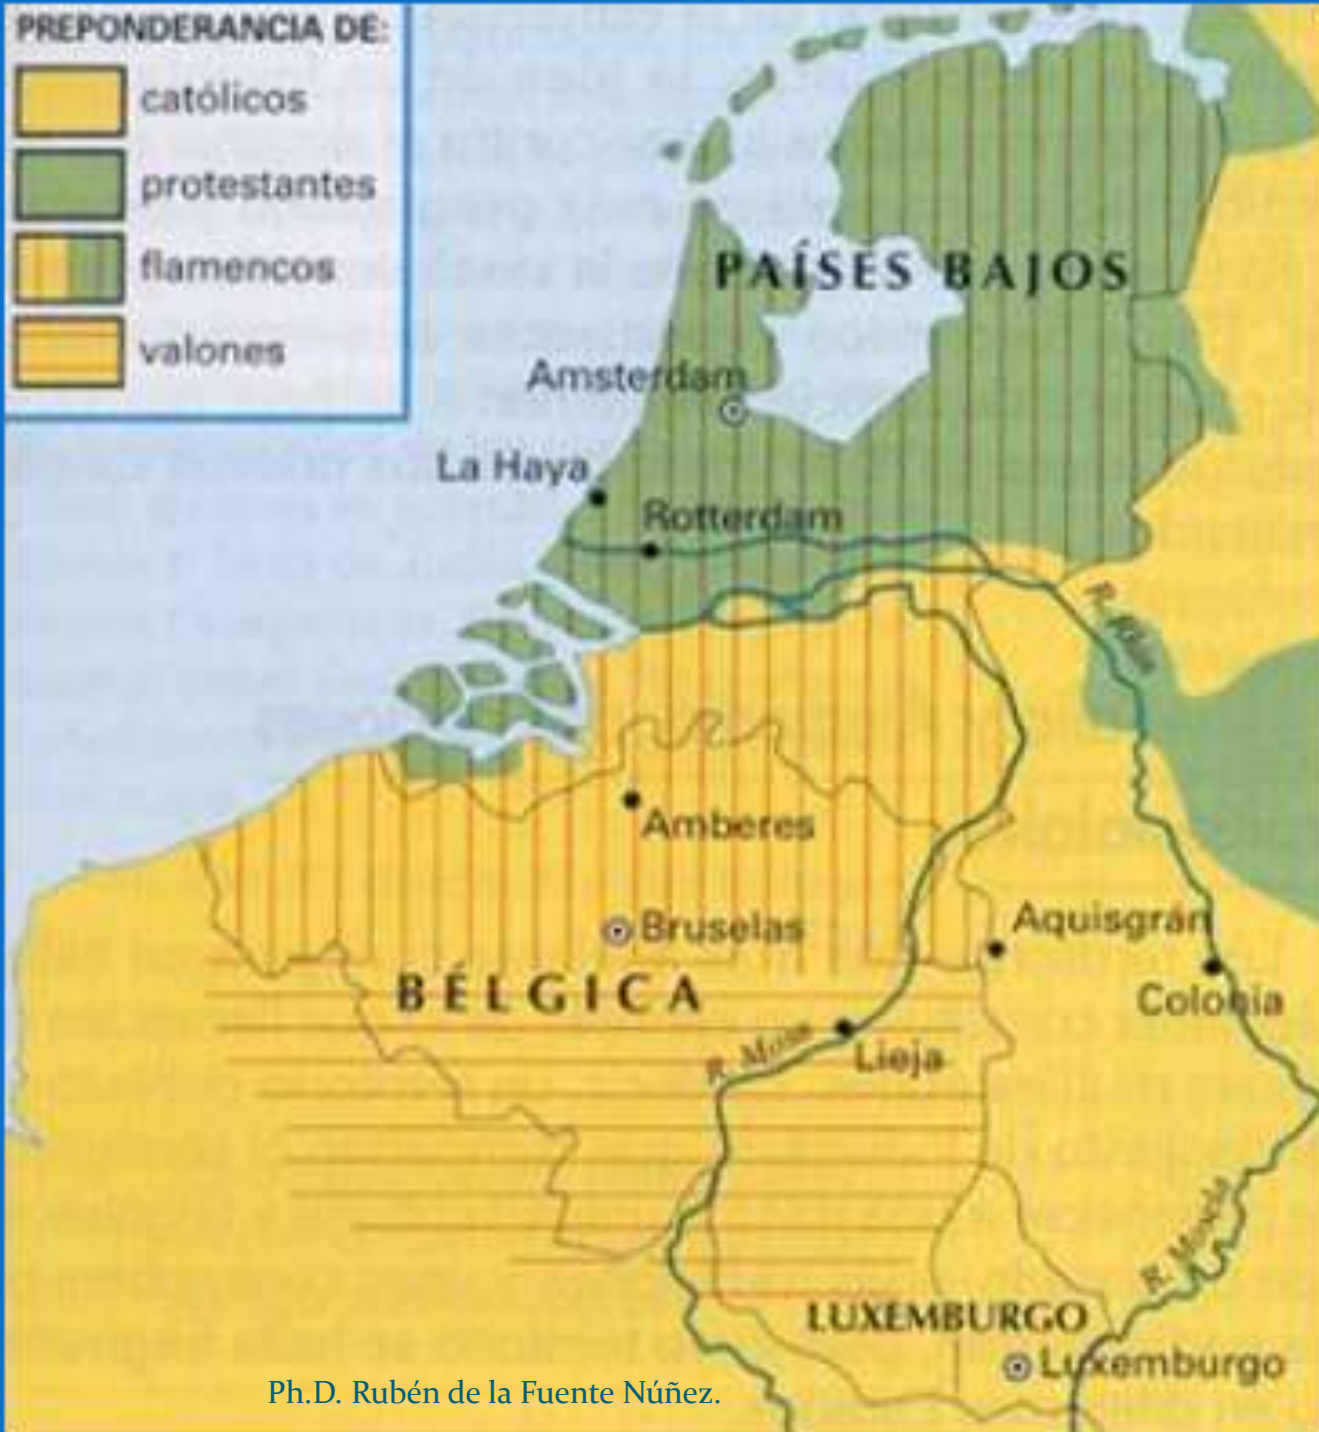 PREPONDERANCIA DE:
católicos
protestantes
flamencos
valones
PAÍSES BAJOS
Amsterdam
La Haya
Rotterdam
R. Rhin
Amberes
Bruselas
Aquisgrán
BÉLGICA
Colonia
R. Mosa
Lieja
R. Mosela
LUXEMBURGO
Luxemburgo
Ph.D. Rubén de la Fuente Núñez.